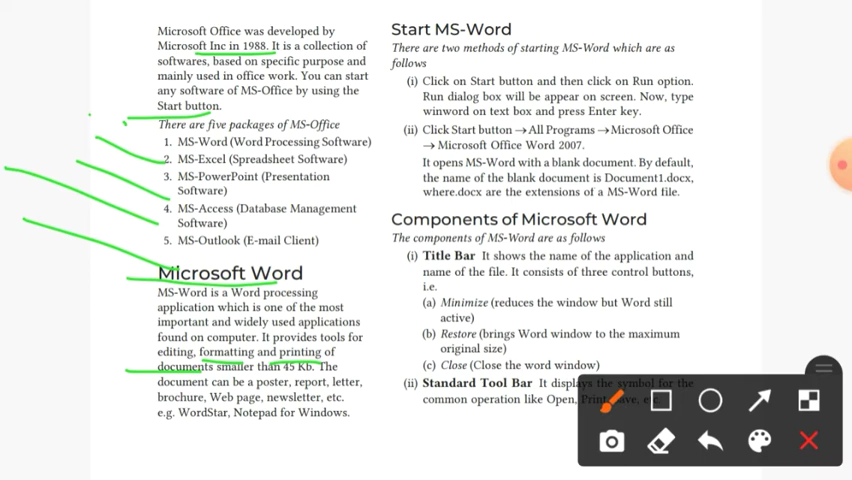 Microsoft Office was developed by
Microsoft Inc in 1988. It is a collection of
softwares, based on specific purpose and
mainly used in office work. You can start
any software of MS-Office by using the
Start button.
There are five packages of MS-Office
1. MS-Word (Word Processing Software)
2. MS-Excel (Spreadsheet Software)
3. MS-PowerPoint (Presentation
Software)
4. MS-Access (Database Management
Software)
5. MS-Outlook (E-mail Client)
Microsoft Word
MS-Word is a Word processing
application which is one of the most
important and widely used applications
found on computer. It provides tools for
editing, formatting and printing of
documents smaller than 45 Kb. The
document can be a poster, report, letter,
brochure, Web page, newsletter, etc.
e.g. WordStar, Notepad for Windows.
Start MS-Word
There are two methods of starting MS-Word which are as
follows
(i) Click on Start button and then click on Run option.
Run dialog box will be appear on screen. Now, type
winword on text box and press Enter key.
(ii) Click Start button → All Programs → Microsoft Office
→ Microsoft Office Word 2007.
It opens MS-Word with a blank document. By default,
the name of the blank document is Document1.docx,
where.docx are the extensions of a MS-Word file.
Components of Microsoft Word
The components of MS-Word are as follows
(i) Title Bar It shows the name of the application and
name of the file. It consists of three control buttons,
i.e.
(a) Minimize (reduces the window but Word still
active)
(b) Restore (brings Word window to the maximum
original size)
(c) Close (Close the word window)
(ii) Standard Tool Bar It displays the symbol for the
common operation like Open, Print, Save, etc.